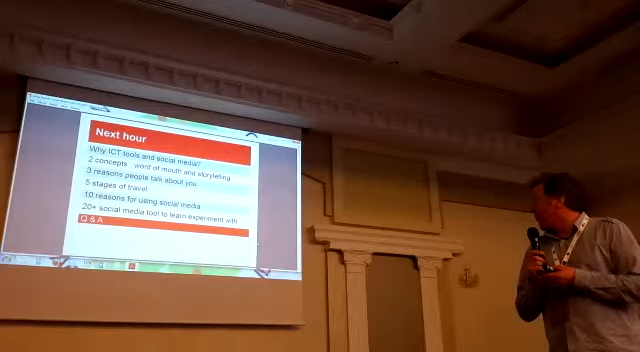 Next hour
Why ICT tools and social media?
2 concepts : word of mouth and storytelling
3 reasons people talk about you
5 stages of travel
10 reasons for using social media
20+ social media tool to learn experiment with
Q & A